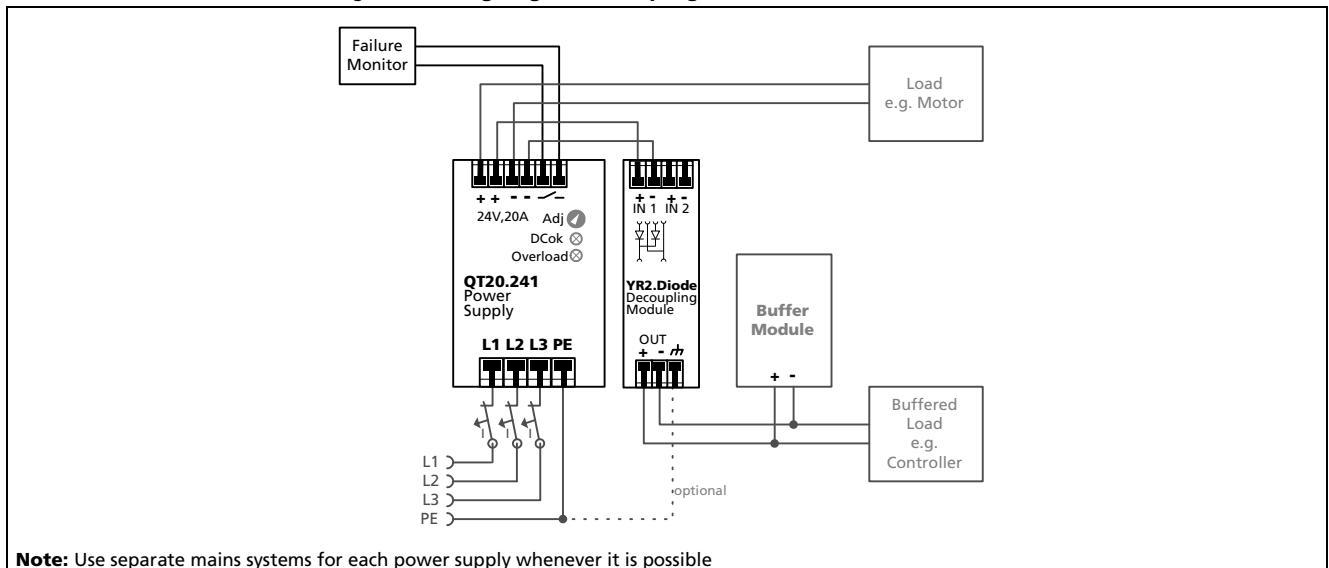 Failure
Monitor
Load
e.g. Motor
+ + - -
24V,20A
Adj
DCok
Overload
QT20.241
Power
Supply
L1 L2 L3 PE
+ - + -
IN 1 IN 2
YR2.Diode
Decoupling
Module
OUT
+ -
Buffer
Module
+ -
Buffered
Load
e.g.
Controller
I I I
L1
L2
L3
PE
optional
Note: Use separate mains systems for each power supply whenever it is possible